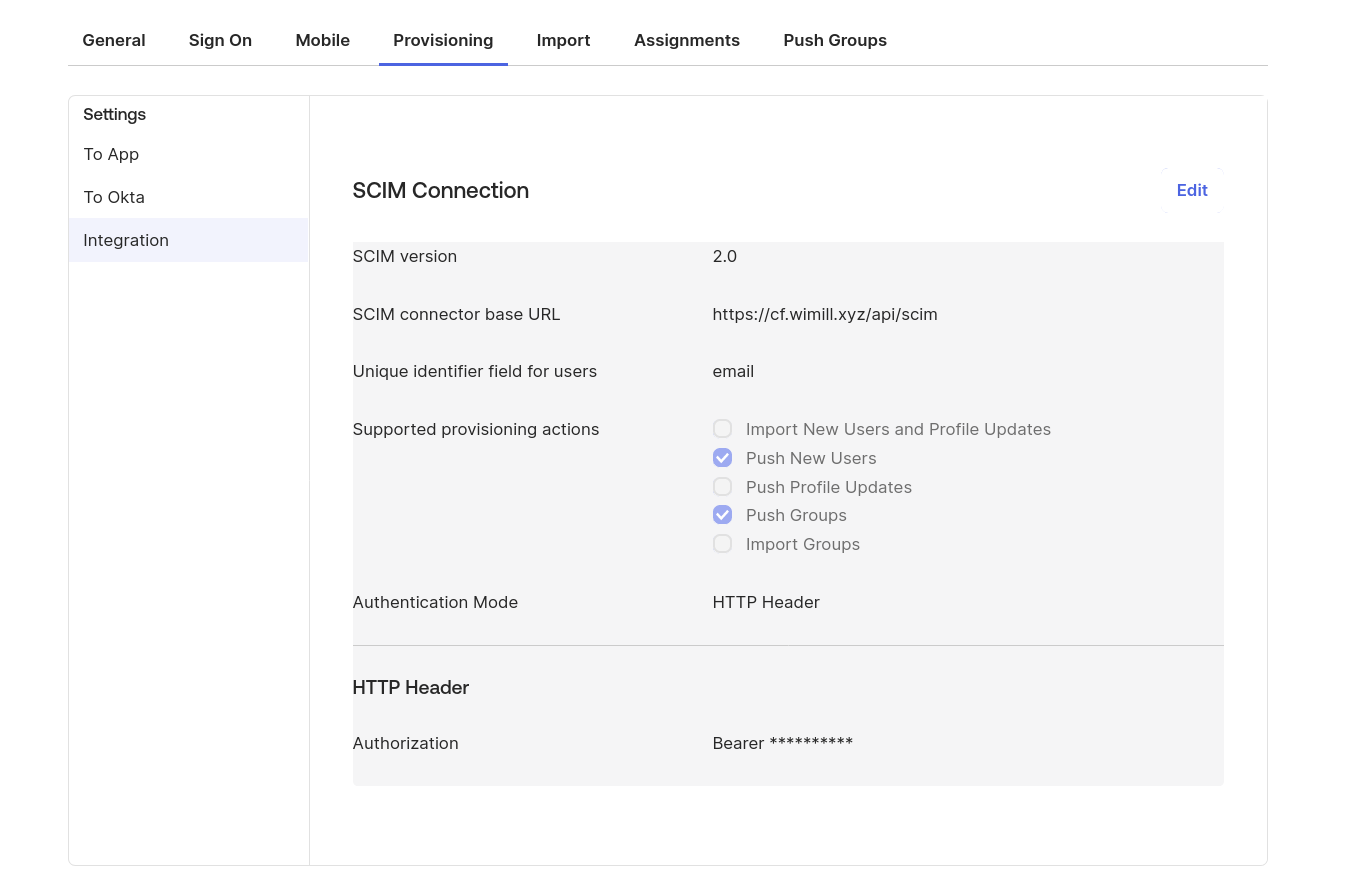 General Sign On Mobile Provisioning Import Assignments Push Groups
Settings
To App
To Okta
Integration
SCIM Connection Edit
SCIM version 2.0
SCIM connector base URL https://cf.wimill.xyz/api/scim
Unique identifier field for users email
Supported provisioning actions Import New Users and Profile Updates
Push New Users
Push Profile Updates
Push Groups
Import Groups
Authentication Mode HTTP Header
HTTP Header
Authorization Bearer **********